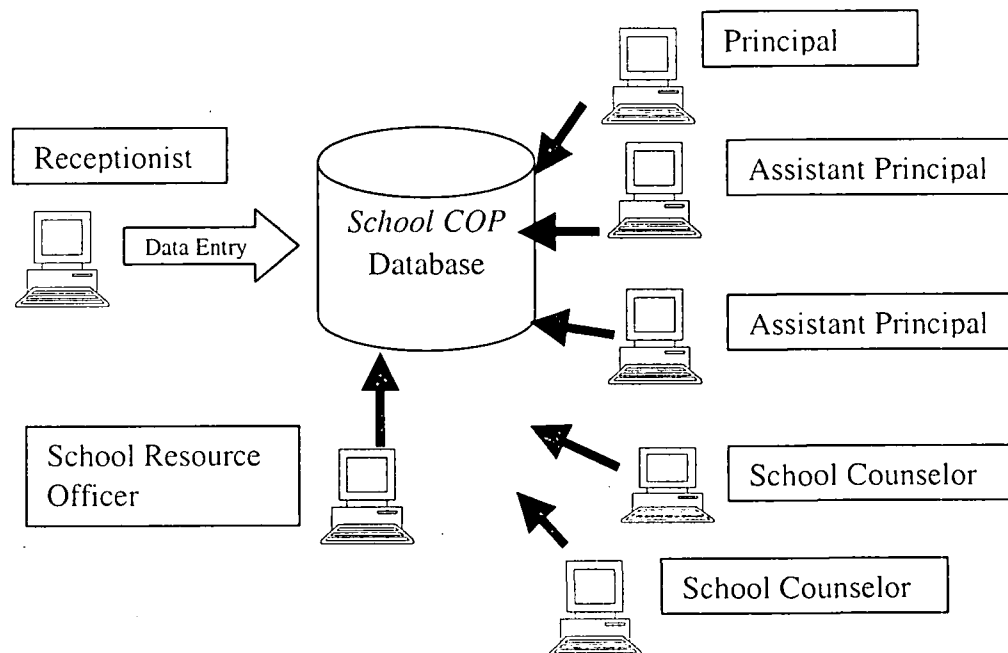 Principal
Receptionist
Assistant Principal
School COP
Database
Data Entry
Assistant Principal
School Resource
Officer
School Counselor
School Counselor